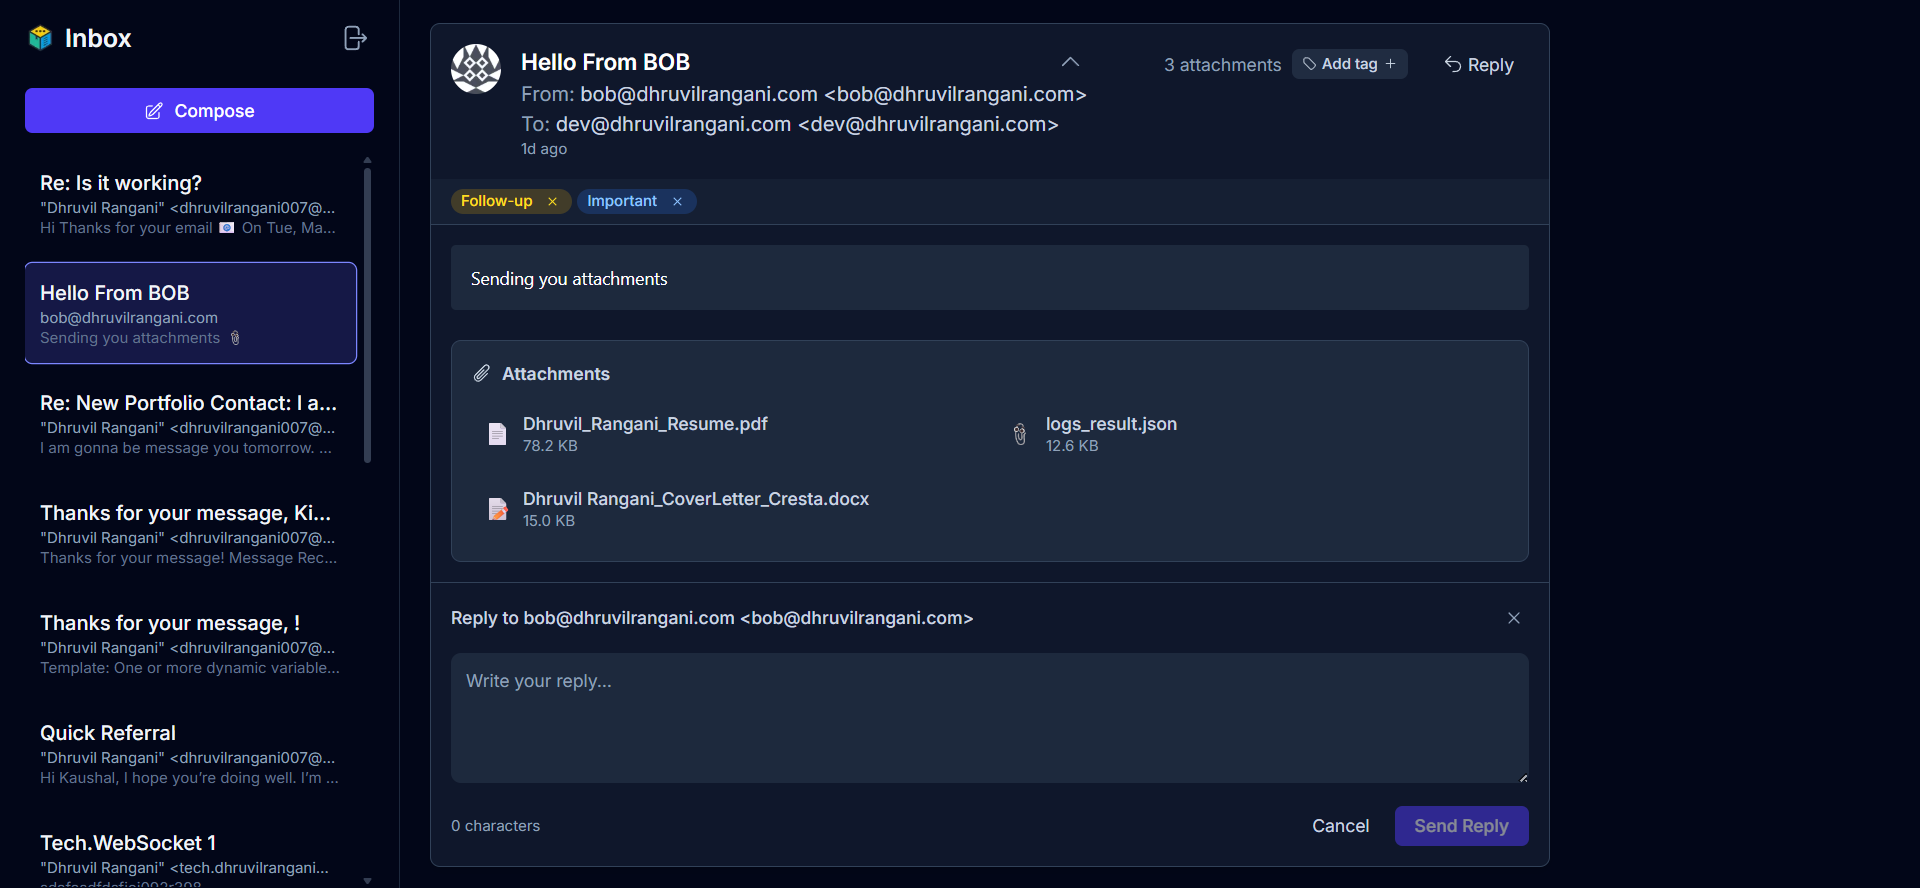 Inbox
Compose
Re: Is it working?
"Dhruvil Rangani" <dhruvilrangani007@...
Hi Thanks for your email 📧 On Tue, Ma...
Hello From BOB
bob@dhruvilrangani.com
Sending you attachments
Re: New Portfolio Contact: I a...
"Dhruvil Rangani" <dhruvilrangani007@...
I am gonna be message you tomorrow. ...
Thanks for your message, Ki...
"Dhruvil Rangani" <dhruvilrangani007@...
Thanks for your message! Message Rec...
Thanks for your message, !
"Dhruvil Rangani" <dhruvilrangani007@...
Template: One or more dynamic variable...
Quick Referral
"Dhruvil Rangani" <dhruvilrangani007@...
Hi Kaushal, I hope you’re doing well. I’m ...
Tech.WebSocket 1
"Dhruvil Rangani" <tech.dhruvilrangani...
Hello From BOB
3 attachments
Add tag +
Reply
From: bob@dhruvilrangani.com <bob@dhruvilrangani.com>
To: dev@dhruvilrangani.com <dev@dhruvilrangani.com>
1d ago
Follow-up ×
Important ×
Sending you attachments
Attachments
Dhruvil_Rangani_Resume.pdf
78.2 KB
logs_result.json
12.6 KB
Dhruvil Rangani_CoverLetter_Cresta.docx
15.0 KB
Reply to bob@dhruvilrangani.com <bob@dhruvilrangani.com>
Write your reply...
0 characters
Cancel
Send Reply